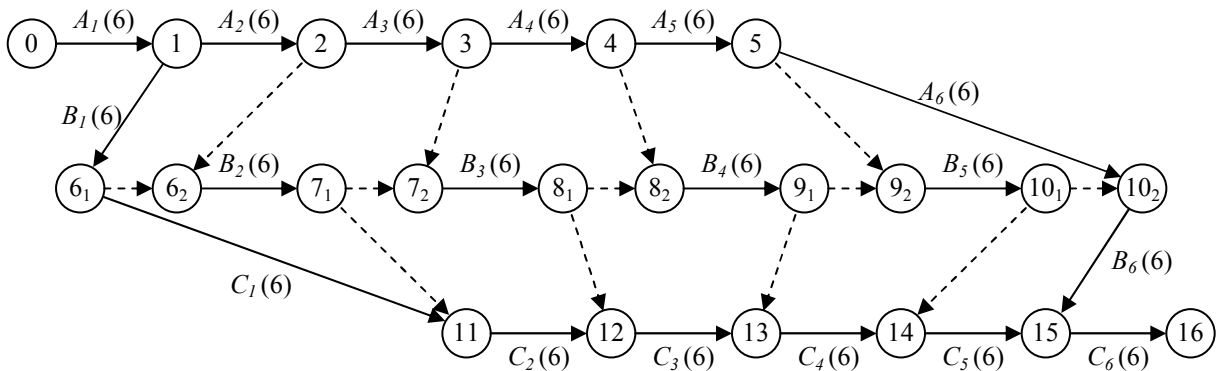 A₁(6) A₂(6) A₃(6) A₄(6) A₅(6)
0 1 2 3 4 5
A₆(6)
B₁(6)
B₂(6) B₃(6) B₄(6) B₅(6)
6₁ 6₂ 7₁ 7₂ 8₁ 8₂ 9₁ 9₂ 10₁ 10₂
B₆(6)
C₁(6)
11 12 13 14 15 16
C₂(6) C₃(6) C₄(6) C₅(6) C₆(6)